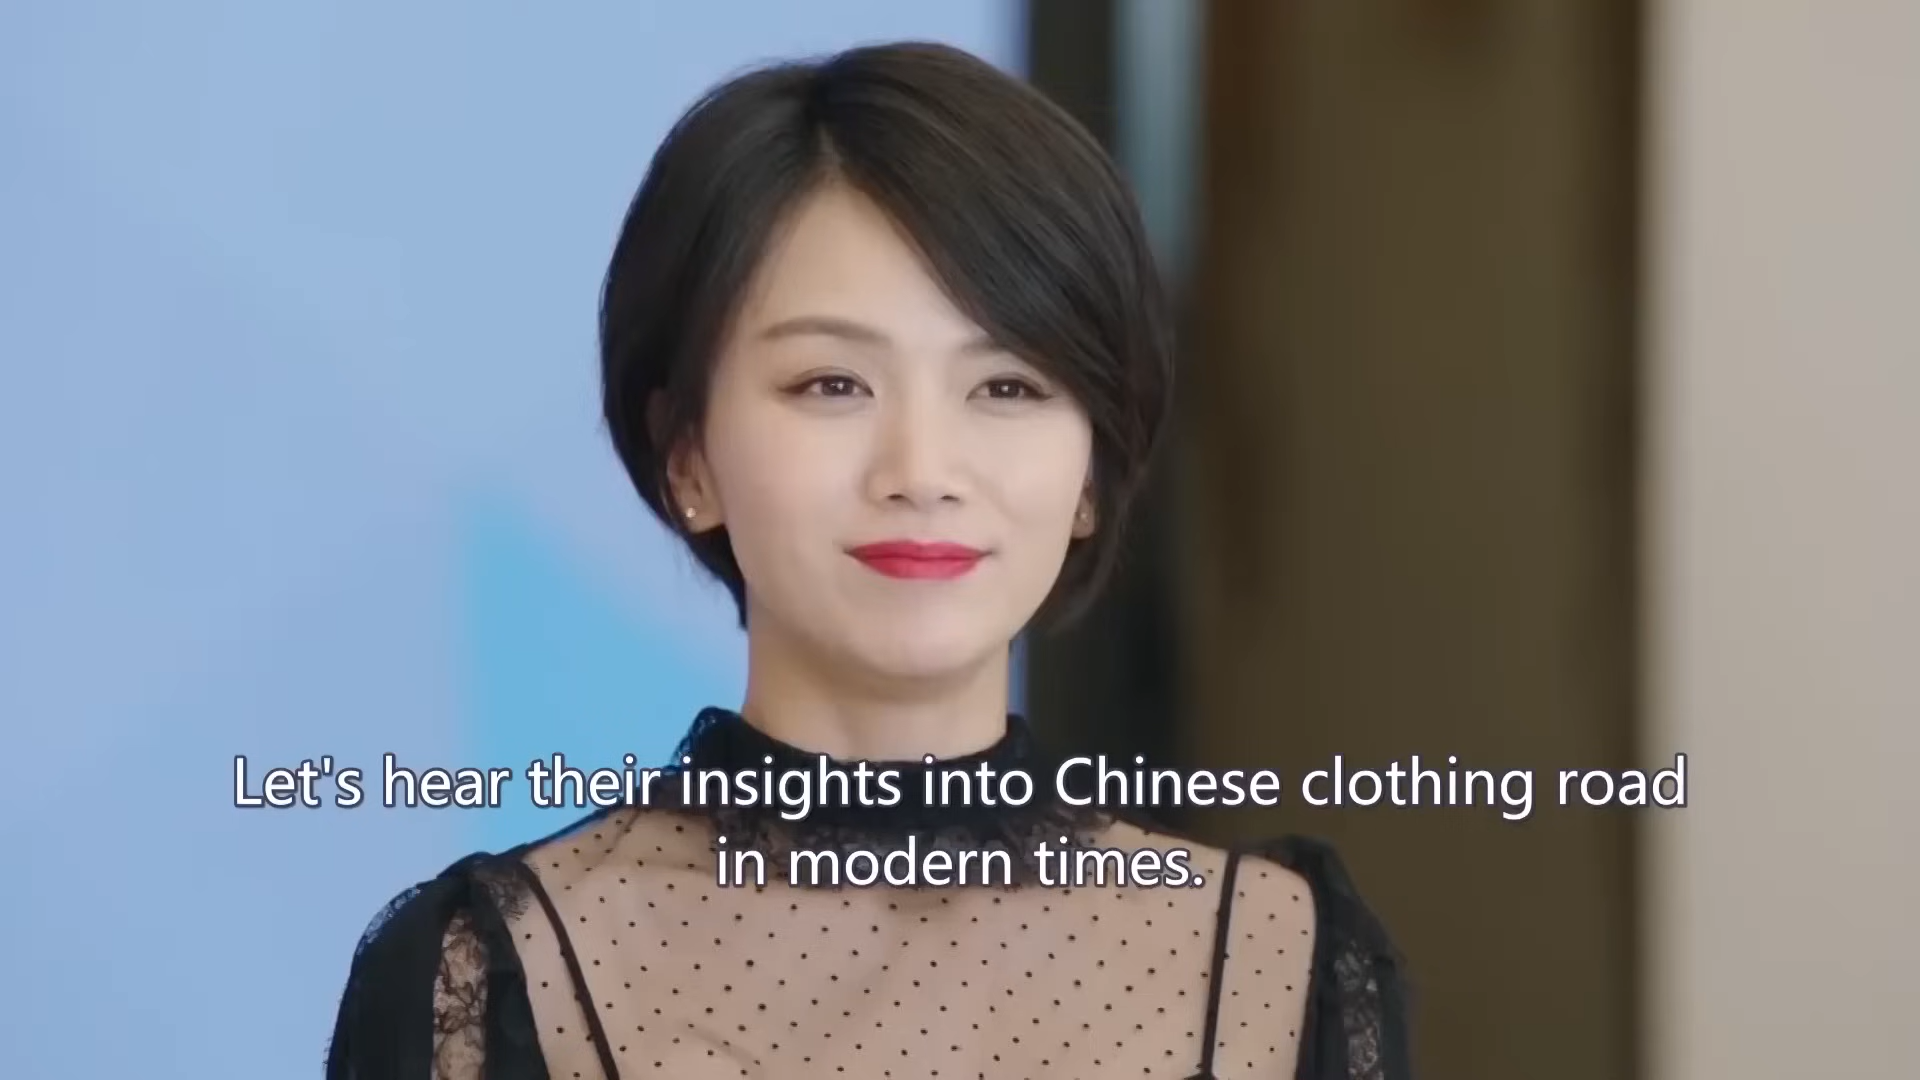 Let's hear their insights into Chinese clothing road
in modern times.